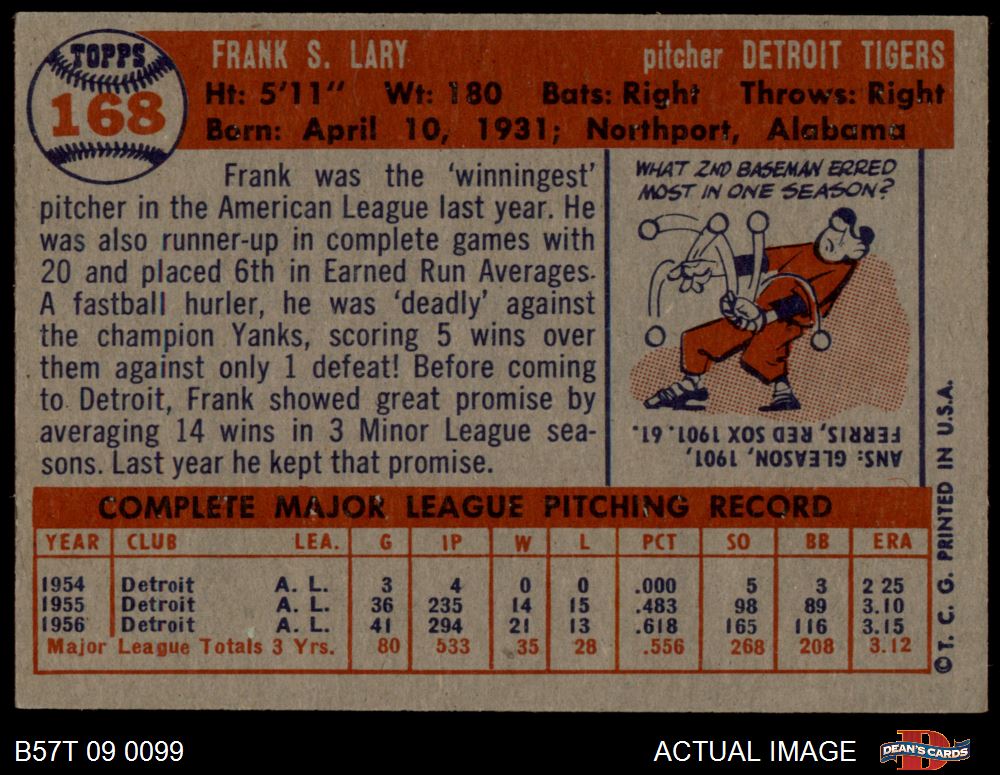 TOPPS
168
FRANK S. LARY pitcher DETROIT TIGERS
Ht: 5'11" Wt: 180 Bats: Right Throws: Right
Born: April 10, 1931; Northport, Alabama
Frank was the 'winningest'
pitcher in the American League last year. He
was also runner-up in complete games with
20 and placed 6th in Earned Run Averages.
A fastball hurler, he was 'deadly' against
the champion Yanks, scoring 5 wins over
them against only 1 defeat! Before coming
to Detroit, Frank showed great promise by
averaging 14 wins in 3 Minor League sea-
sons. Last year he kept that promise.
WHAT 2ND BASEMAN ERRED
MOST IN ONE SEASON?
ANS: GLEASON, 1901,
FERRIS, RED SOX 1901. 61.
COMPLETE MAJOR LEAGUE PITCHING RECORD
YEAR CLUB LEA. G IP W L PCT SO BB ERA
1954 Detroit A. L. 3 4 0 0 .000 5 3 2 25
1955 Detroit A. L. 36 235 14 15 .483 98 89 3.10
1956 Detroit A. L. 41 294 21 13 .618 165 116 3.15
Major League Totals 3 Yrs. 80 533 35 28 .556 268 208 3.12
© T. C. G. PRINTED IN U.S.A.
B57T 09 0099 ACTUAL IMAGE
D
DEAN'S CARDS